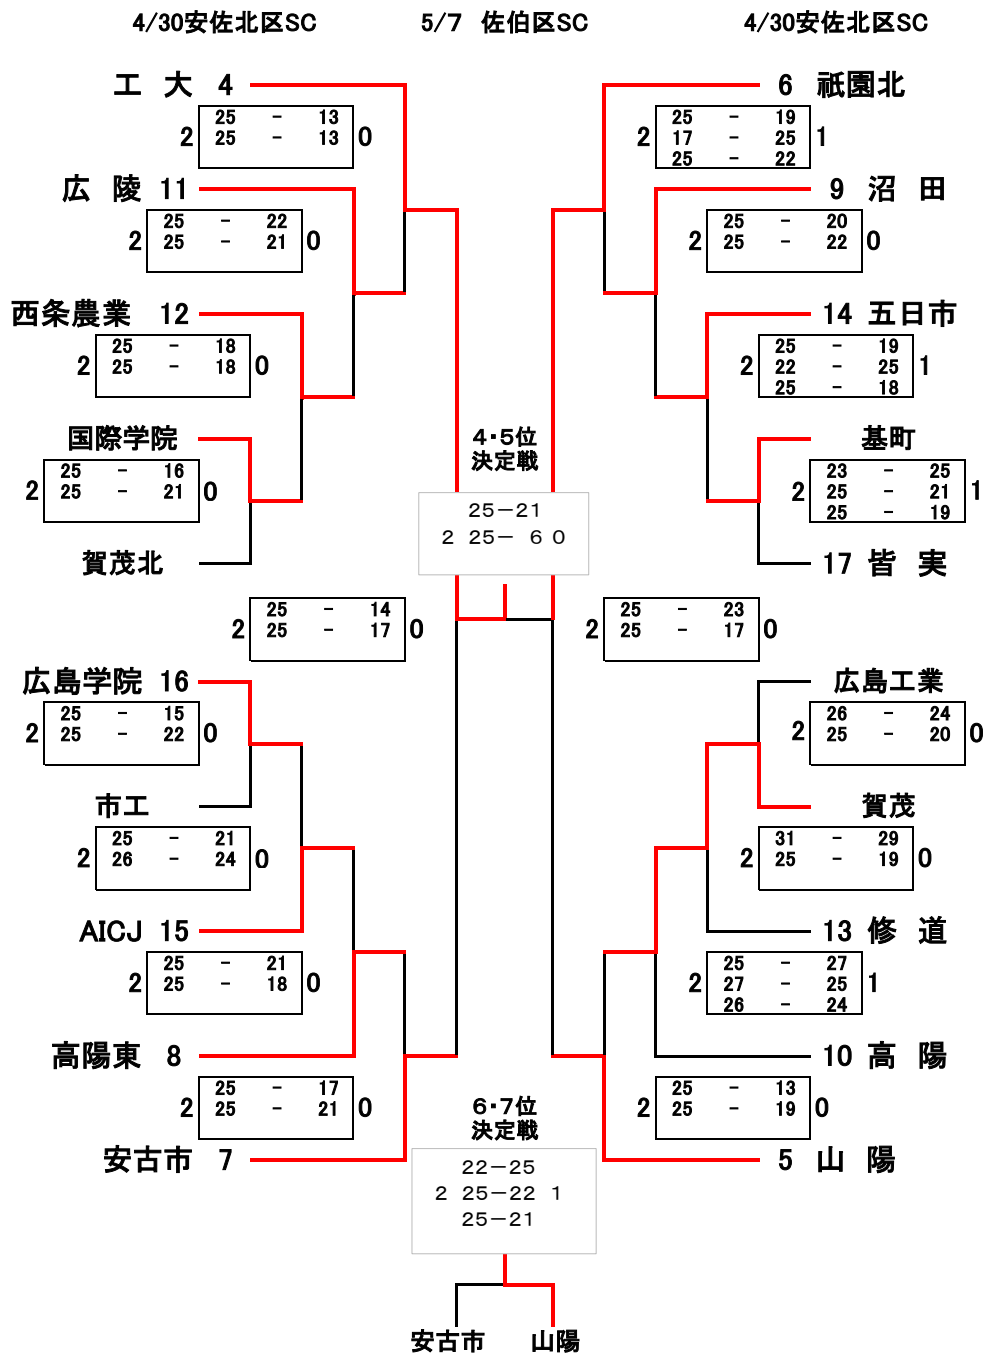 4/30安佐北区SC 5/7 佐伯区SC 4/30安佐北区SC
工 大 4 6 祇園北
25 - 13 25 - 19
2 25 - 13 0 2 17 - 25 1
25 - 22
広 陵 11 9 沼 田
25 - 22 25 - 20
2 25 - 21 0 2 25 - 22 0
西条農業 12 14 五日市
25 - 18 25 - 19
2 25 - 18 0 2 22 - 25 1
25 - 18
国際学院 4・5位 基町
決定戦
25 - 16 23 - 25
2 25 - 21 0 2 25 - 21 1
25－21 25 - 19
2 25－ 6 0
賀茂北 17 皆 実
25 - 14 25 - 23
2 25 - 17 0 2 25 - 17 0
広島学院 16 広島工業
25 - 15 26 - 24
2 25 - 22 0 2 25 - 20 0
市工 賀茂
25 - 21 31 - 29
2 26 - 24 0 2 25 - 19 0
AICJ 15 13 修 道
25 - 21 25 - 27
2 25 - 18 0 2 27 - 25 1
26 - 24
高陽東 8 10 高 陽
25 - 17 25 - 13
2 25 - 21 0 2 25 - 19 0
6・7位
決定戦
安古市 7 5 山 陽
22－25
2 25－22 1
25－21
安古市 山陽